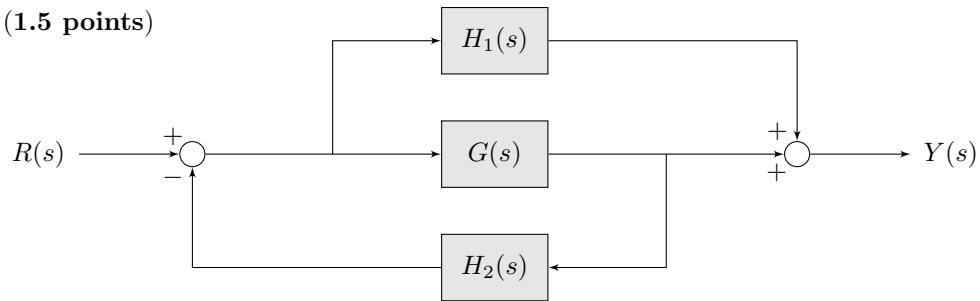 (1.5 points)
H₁(s)
+
+
R(s)
G(s)
Y(s)
−
+
H₂(s)